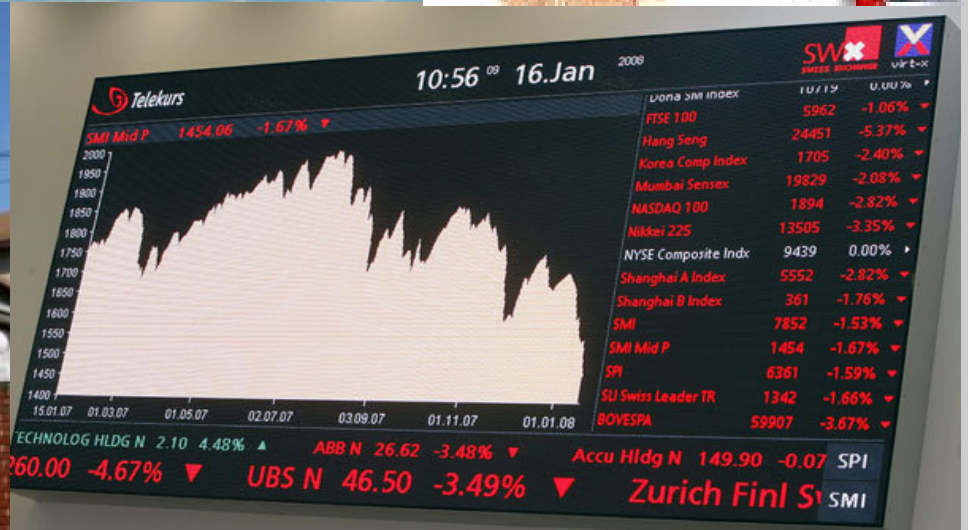 SWX
SWISS EXCHANGE
virt-x
10:56 09 16.Jan 2008
Telekurs
SMI Mid P 1454.06 -1.67% ▼
2000
1950
1900
1850
1800
1750
1700
1650
1600
1550
1500
1450
1400
15.01.07 01.03.07 01.05.07 02.07.07 03.09.07 01.11.07 01.01.08
SM Index 10719 0.00%
FTSE 100 5962 -1.06% ▼
Hang Seng 24451 -5.37% ▼
Korea Comp Index 1705 -2.40% ▼
Mumbai Sensex 19829 -2.08% ▼
NASDAQ 100 1894 -2.82% ▼
Nikkei 225 13505 -3.35% ▼
NYSE Composite Indx 9439 0.00%
Shanghai A Index 5552 -2.82% ▼
Shanghai B Index 361 -1.76% ▼
SMI 7852 -1.53% ▼
SMI Mid P 1454 -1.67% ▼
SPI 6361 -1.59% ▼
SLI Swiss Leader TR 1342 -1.66% ▼
BOVESPA 59907 -3.67% ▼
ECHNOLOG HLDG N 2.10 4.48% ▲ ABB N 26.62 -3.48% ▼ Accu Hldg N 149.90 -0.07 SPI
60.00 -4.67% ▼ UBS N 46.50 -3.49% ▼ Zurich Finl SMI